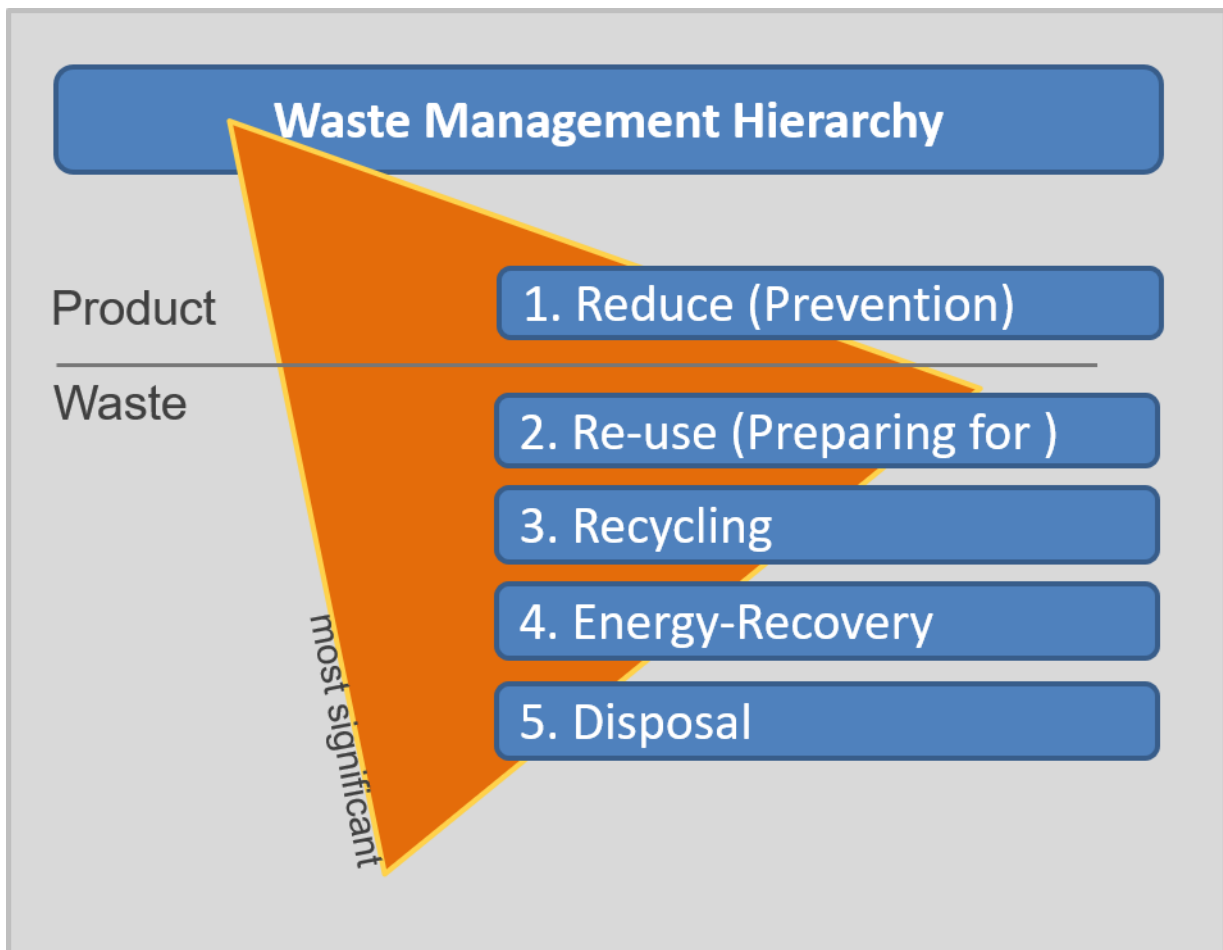 Waste Management Hierarchy
Product
1. Reduce (Prevention)
Waste
2. Re-use (Preparing for )
3. Recycling
4. Energy-Recovery
5. Disposal
most significant